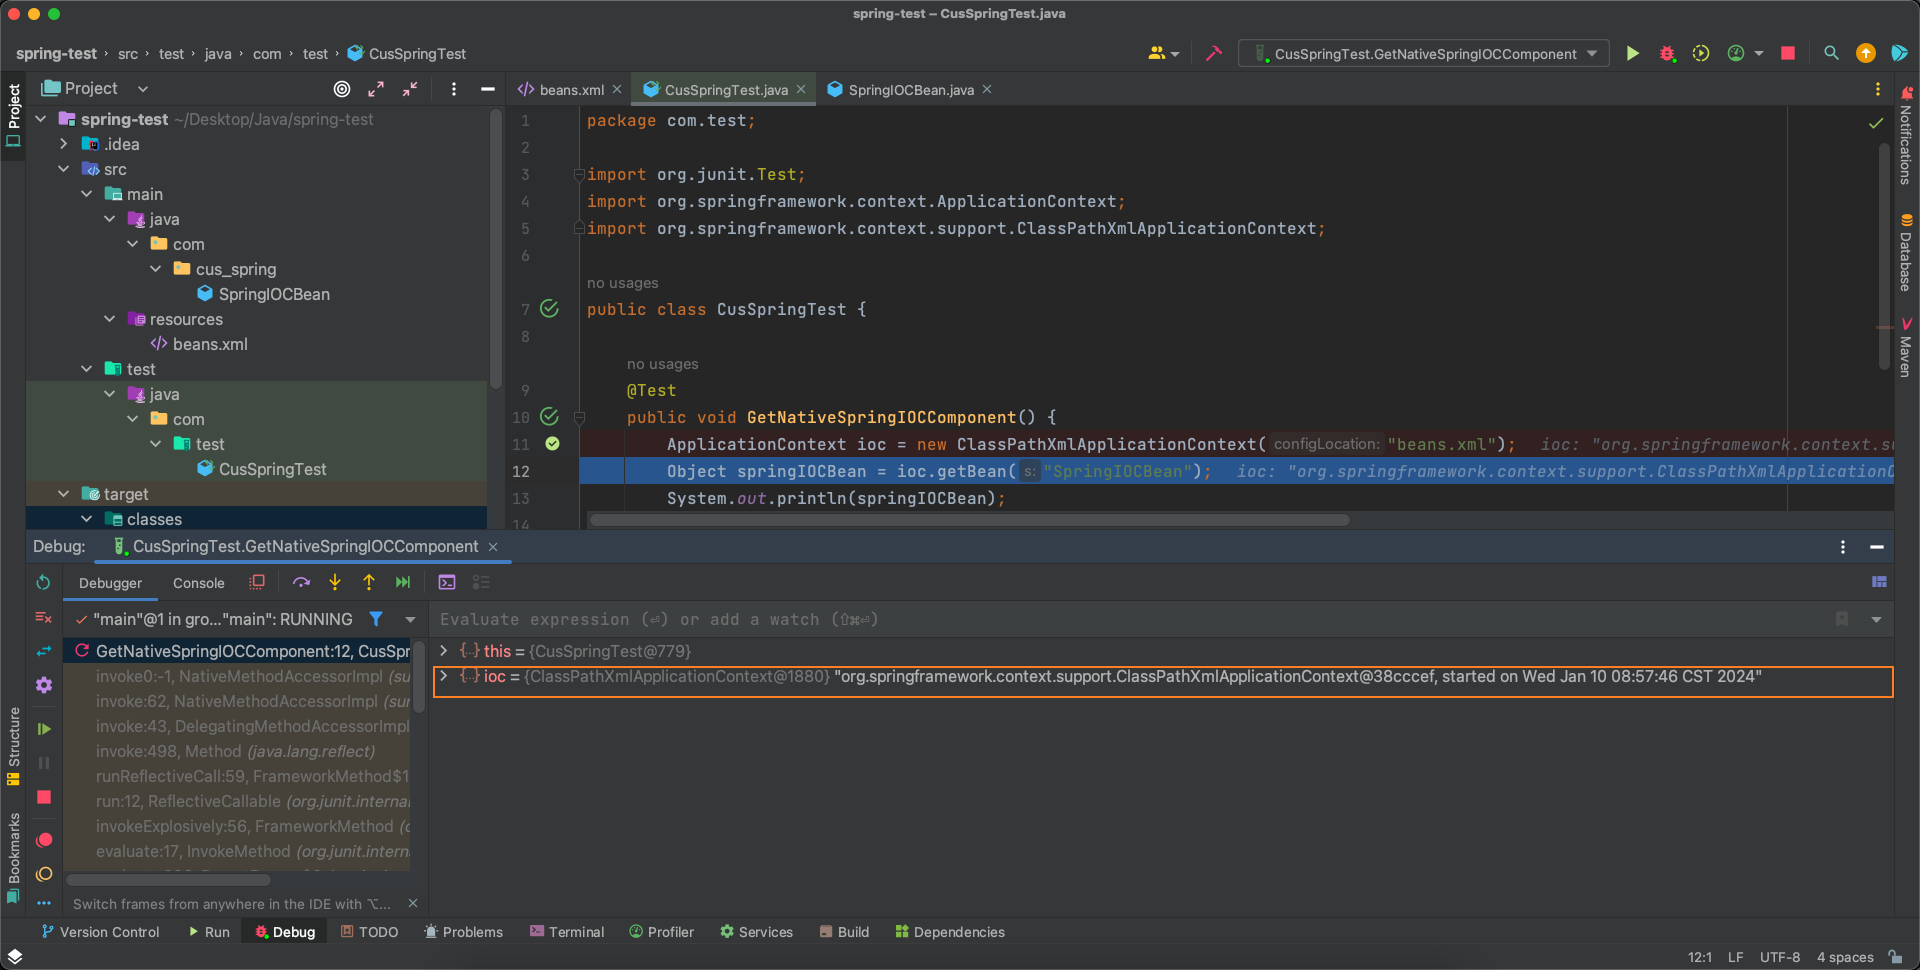 spring-test – CusSpringTest.java
spring-test › src › test › java › com › test › CusSpringTest
CusSpringTest.GetNativeSpringIOCComponent
Project
Project
beans.xml
CusSpringTest.java
SpringIOCBean.java
spring-test ~/Desktop/Java/spring-test
.idea
src
main
java
com
cus_spring
SpringIOCBean
resources
beans.xml
test
java
com
test
CusSpringTest
target
classes
1 package com.test;
2
3 import org.junit.Test;
4 import org.springframework.context.ApplicationContext;
5 import org.springframework.context.support.ClassPathXmlApplicationContext;
6
no usages
7 public class CusSpringTest {
8
no usages
9 @Test
10 public void GetNativeSpringIOCComponent() {
11 ApplicationContext ioc = new ClassPathXmlApplicationContext( configLocation: "beans.xml"); ioc: "org.springframework.context.su
12 Object springIOCBean = ioc.getBean( s: "SpringIOCBean"); ioc: "org.springframework.context.support.ClassPathXmlApplicationC
13 System.out.println(springIOCBean);
14
Notifications
Database
Maven
Debug: CusSpringTest.GetNativeSpringIOCComponent
Debugger Console
"main"@1 in gro..."main": RUNNING
Evaluate expression (⏎) or add a watch (⇧⌘⏎)
GetNativeSpringIOCComponent:12, CusSpr
invoke0:-1, NativeMethodAccessorImpl (sur
invoke:62, NativeMethodAccessorImpl (sur
invoke:43, DelegatingMethodAccessorImpl
invoke:498, Method (java.lang.reflect)
runReflectiveCall:59, FrameworkMethod$1
run:12, ReflectiveCallable (org.junit.internal
invokeExplosively:56, FrameworkMethod (o
evaluate:17, InvokeMethod (org.junit.intern
this = {CusSpringTest@779}
ioc = {ClassPathXmlApplicationContext@1880} "org.springframework.context.support.ClassPathXmlApplicationContext@38cccef, started on Wed Jan 10 08:57:46 CST 2024"
Switch frames from anywhere in the IDE with ⌥...
Structure
Bookmarks
Version Control Run Debug TODO Problems Terminal Profiler Services Build Dependencies
12:1 LF UTF-8 4 spaces